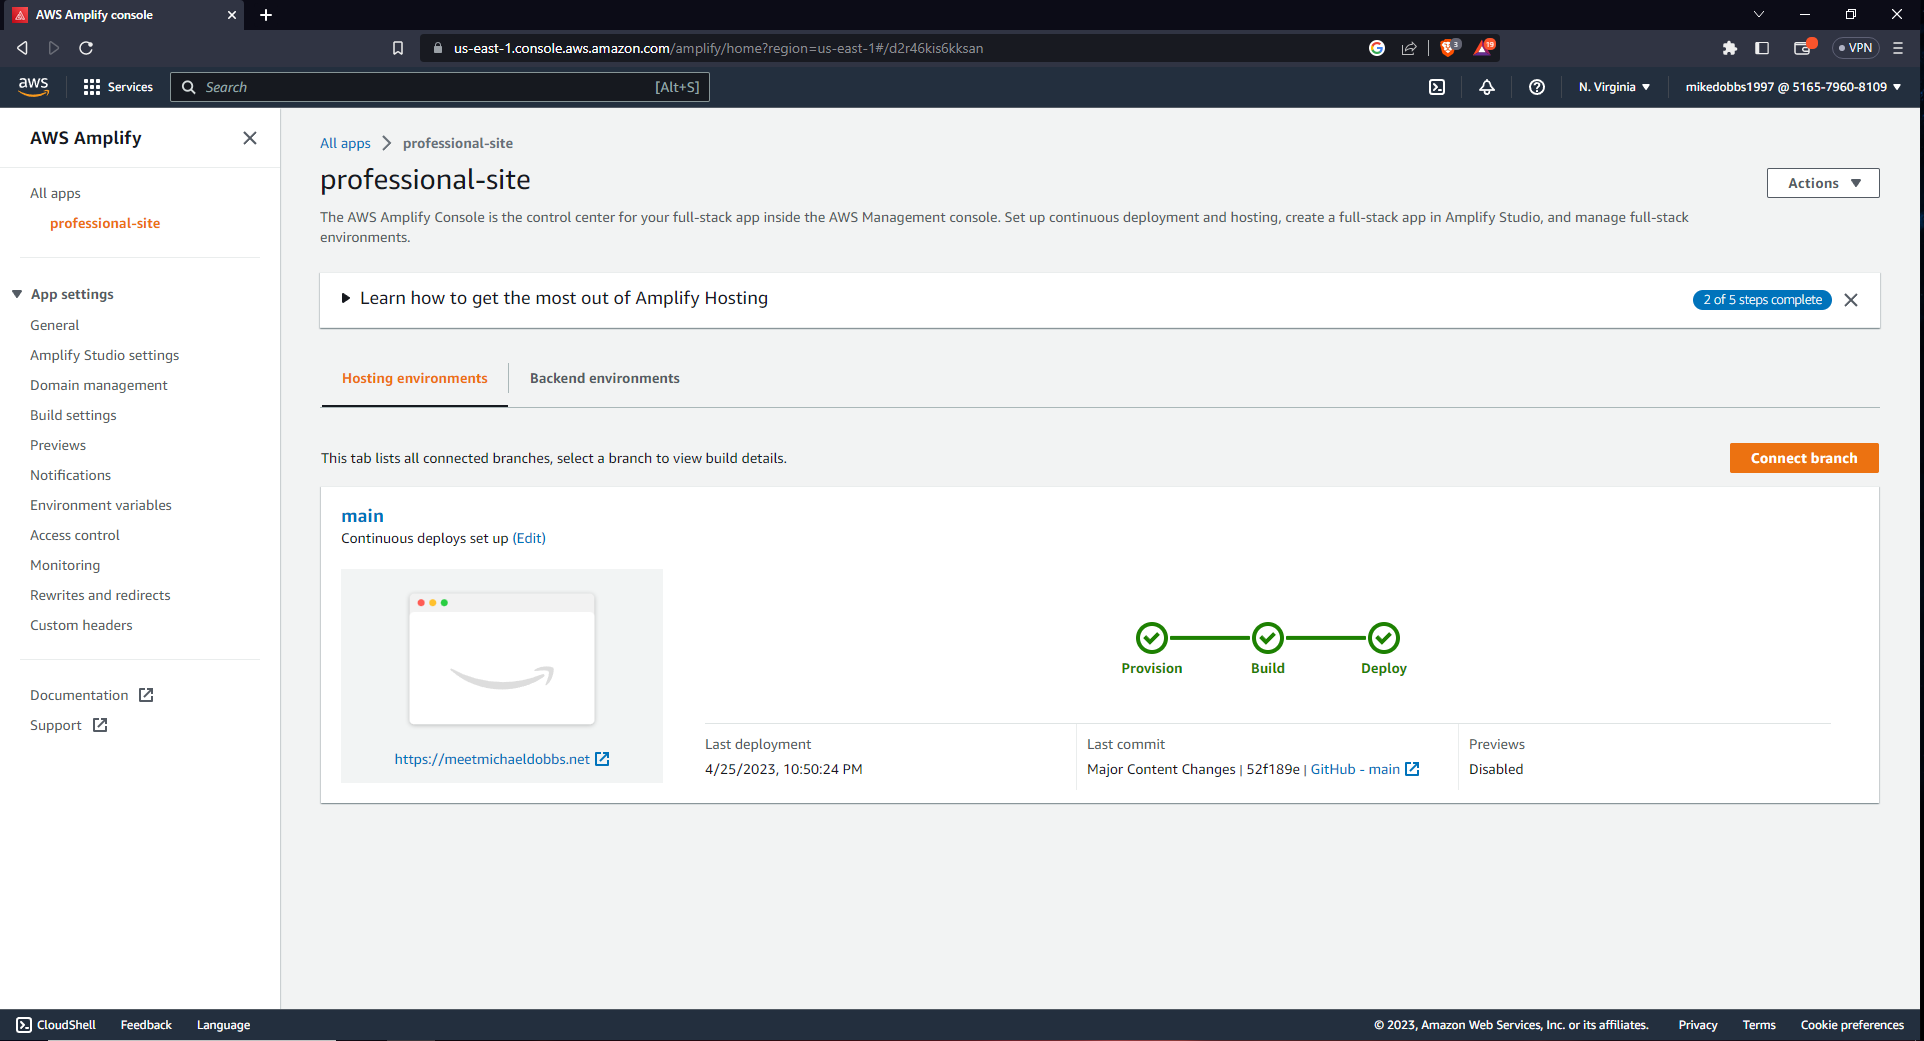 AWS Amplify console
us-east-1.console.aws.amazon.com/amplify/home?region=us-east-1#/d2r46kis6kksan
3
19
VPN
aws
Services
Search
[Alt+S]
N. Virginia
mikedobbs1997 @ 5165-7960-8109
AWS Amplify
All apps
professional-site
App settings
General
Amplify Studio settings
Domain management
Build settings
Previews
Notifications
Environment variables
Access control
Monitoring
Rewrites and redirects
Custom headers
Documentation
Support
All apps
professional-site
professional-site
Actions
The AWS Amplify Console is the control center for your full-stack app inside the AWS Management console. Set up continuous deployment and hosting, create a full-stack app in Amplify Studio, and manage full-stack
environments.
Learn how to get the most out of Amplify Hosting
2 of 5 steps complete
Hosting environments
Backend environments
This tab lists all connected branches, select a branch to view build details.
Connect branch
main
Continuous deploys set up (Edit)
https://meetmichaeldobbs.net
Provision
Build
Deploy
Last deployment
4/25/2023, 10:50:24 PM
Last commit
Major Content Changes | 52f189e | GitHub - main
Previews
Disabled
CloudShell
Feedback
Language
© 2023, Amazon Web Services, Inc. or its affiliates.
Privacy
Terms
Cookie preferences